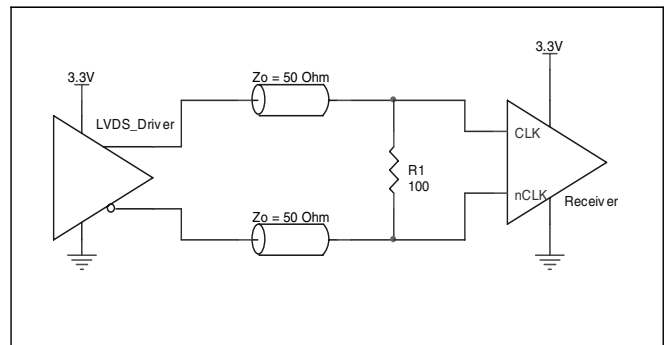 3.3V
LVDS_Driver
Zo = 50 Ohm
Zo = 50 Ohm
R1
100
3.3V
CLK
nCLK
Receiver